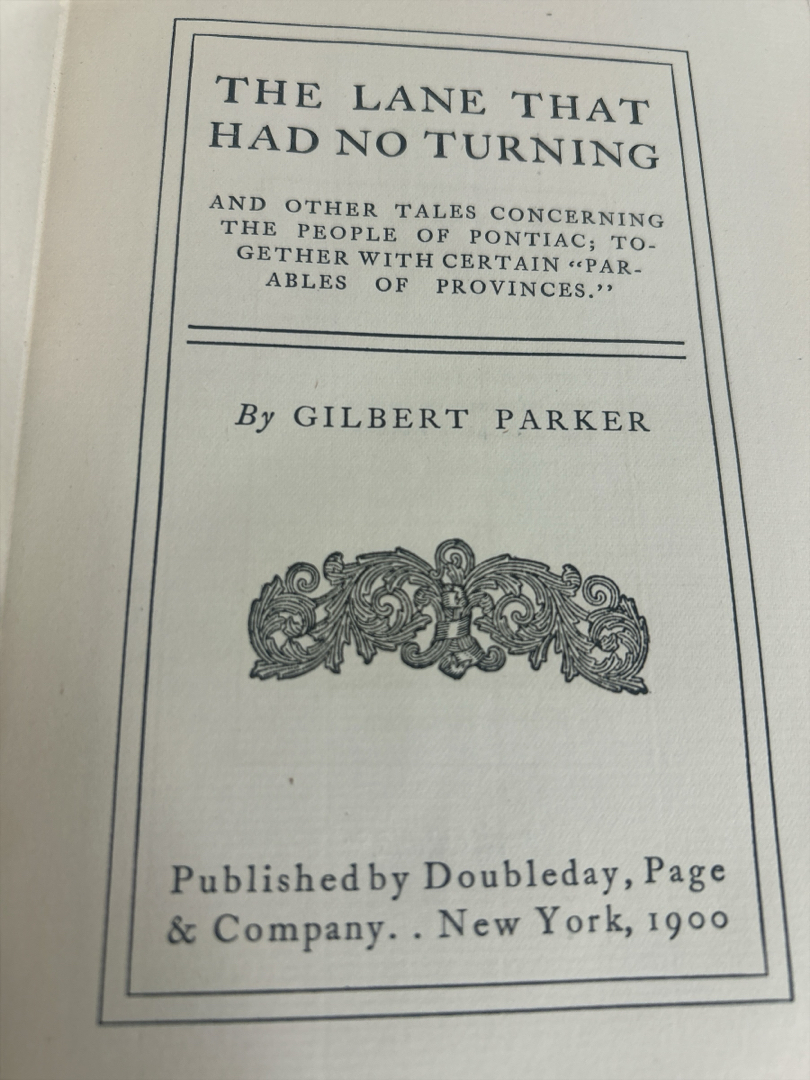 THE LANE THAT
HAD NO TURNING
AND OTHER TALES CONCERNING
THE PEOPLE OF PONTIAC; TO-
GETHER WITH CERTAIN “PAR-
ABLES OF PROVINCES.”
By GILBERT PARKER
Published by Doubleday, Page
& Company. . New York, 1900